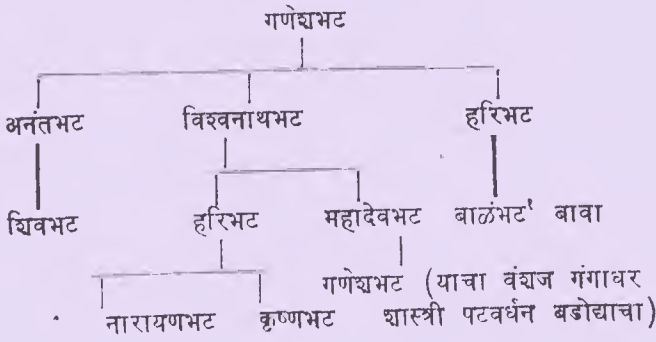 गणेशभट
अनंतभट विश्वनाथभट हरिभट
शिवभट हरिभट महादेवभट बाळंभट' बावा
गणेशभट (याचा वंशज गंगाधर
नारायणभट कृष्णभट शास्त्री पटवर्धन बडोद्याचा)